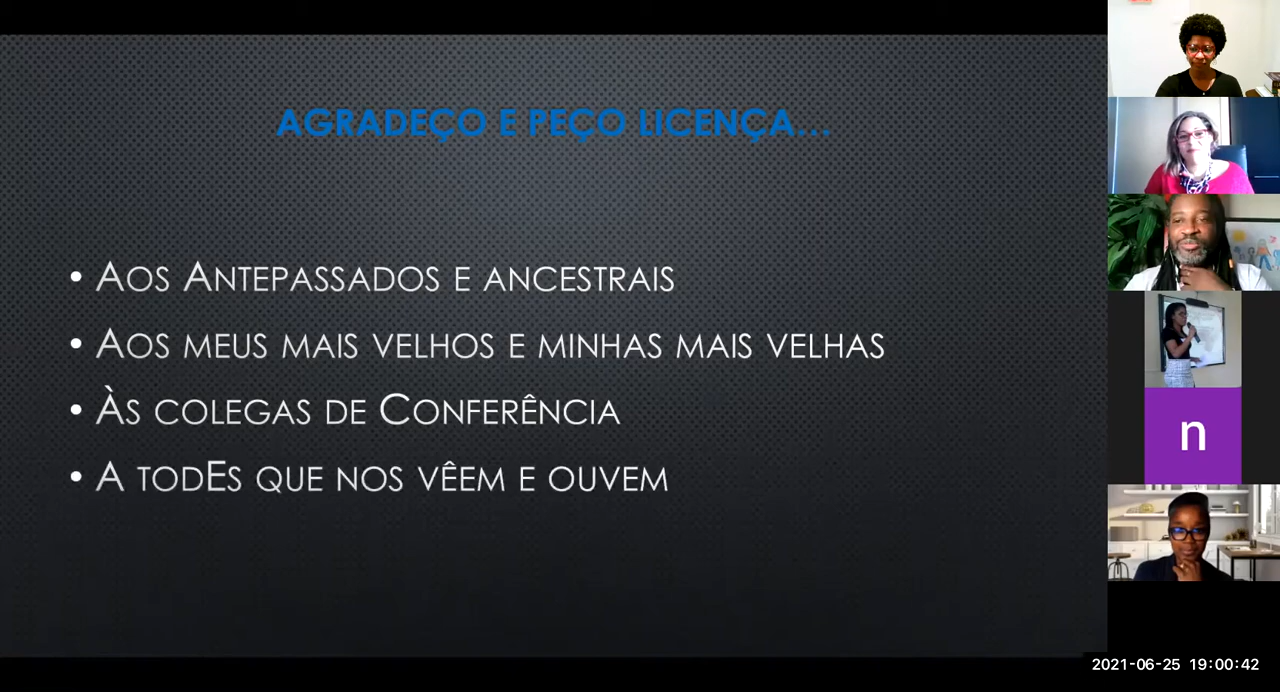 AGRADEÇO E PEÇO LICENÇA...
• AOS ANTEPASSADOS E ANCESTRAIS
• AOS MEUS MAIS VELHOS E MINHAS MAIS VELHAS
• ÀS COLEGAS DE CONFERÊNCIA
• A TODES QUE NOS VÊEM E OUVEM
n
2021-06-25 19:00:42